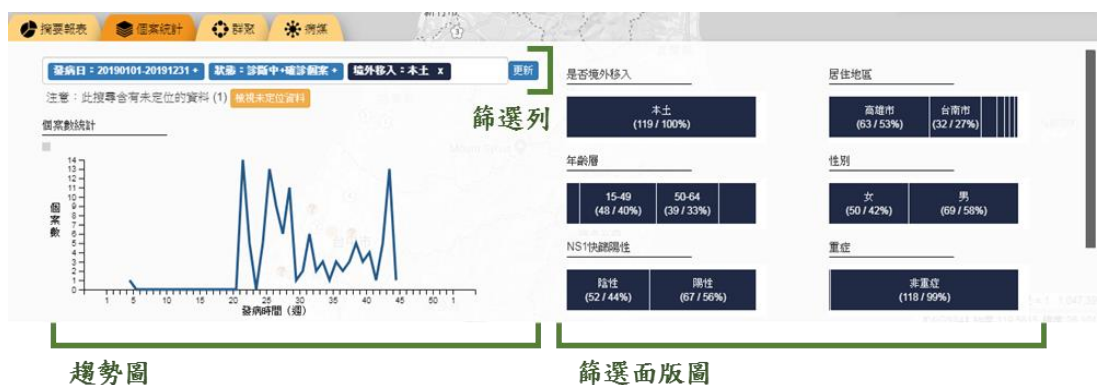 摘要報表 個案統計 群聚 病媒
發病日：20190101-20191231 + 狀態：診斷中+確診個案 + 境外移入：本土 x 更新
注意：此搜尋含有未定位的資料 (1) 檢視未定位資料
篩選列
個案數統計
個案數
14
13
12
11
10
9
8
7
6
5
4
3
2
1
0
1 5 10 15 20 25 30 35 40 45 50 1
發病時間（週）
是否境外移入
本土
(119 / 100%)
居住地區
高雄市 台南市
(63 / 53%) (32 / 27%)
年齡層
15-49 50-64
(48 / 40%) (39 / 33%)
性別
女 男
(50 / 42%) (69 / 58%)
NS1快篩陽性
陰性 陽性
(52 / 44%) (67 / 56%)
重症
非重症
(118 / 99%)
趨勢圖
篩選面版圖